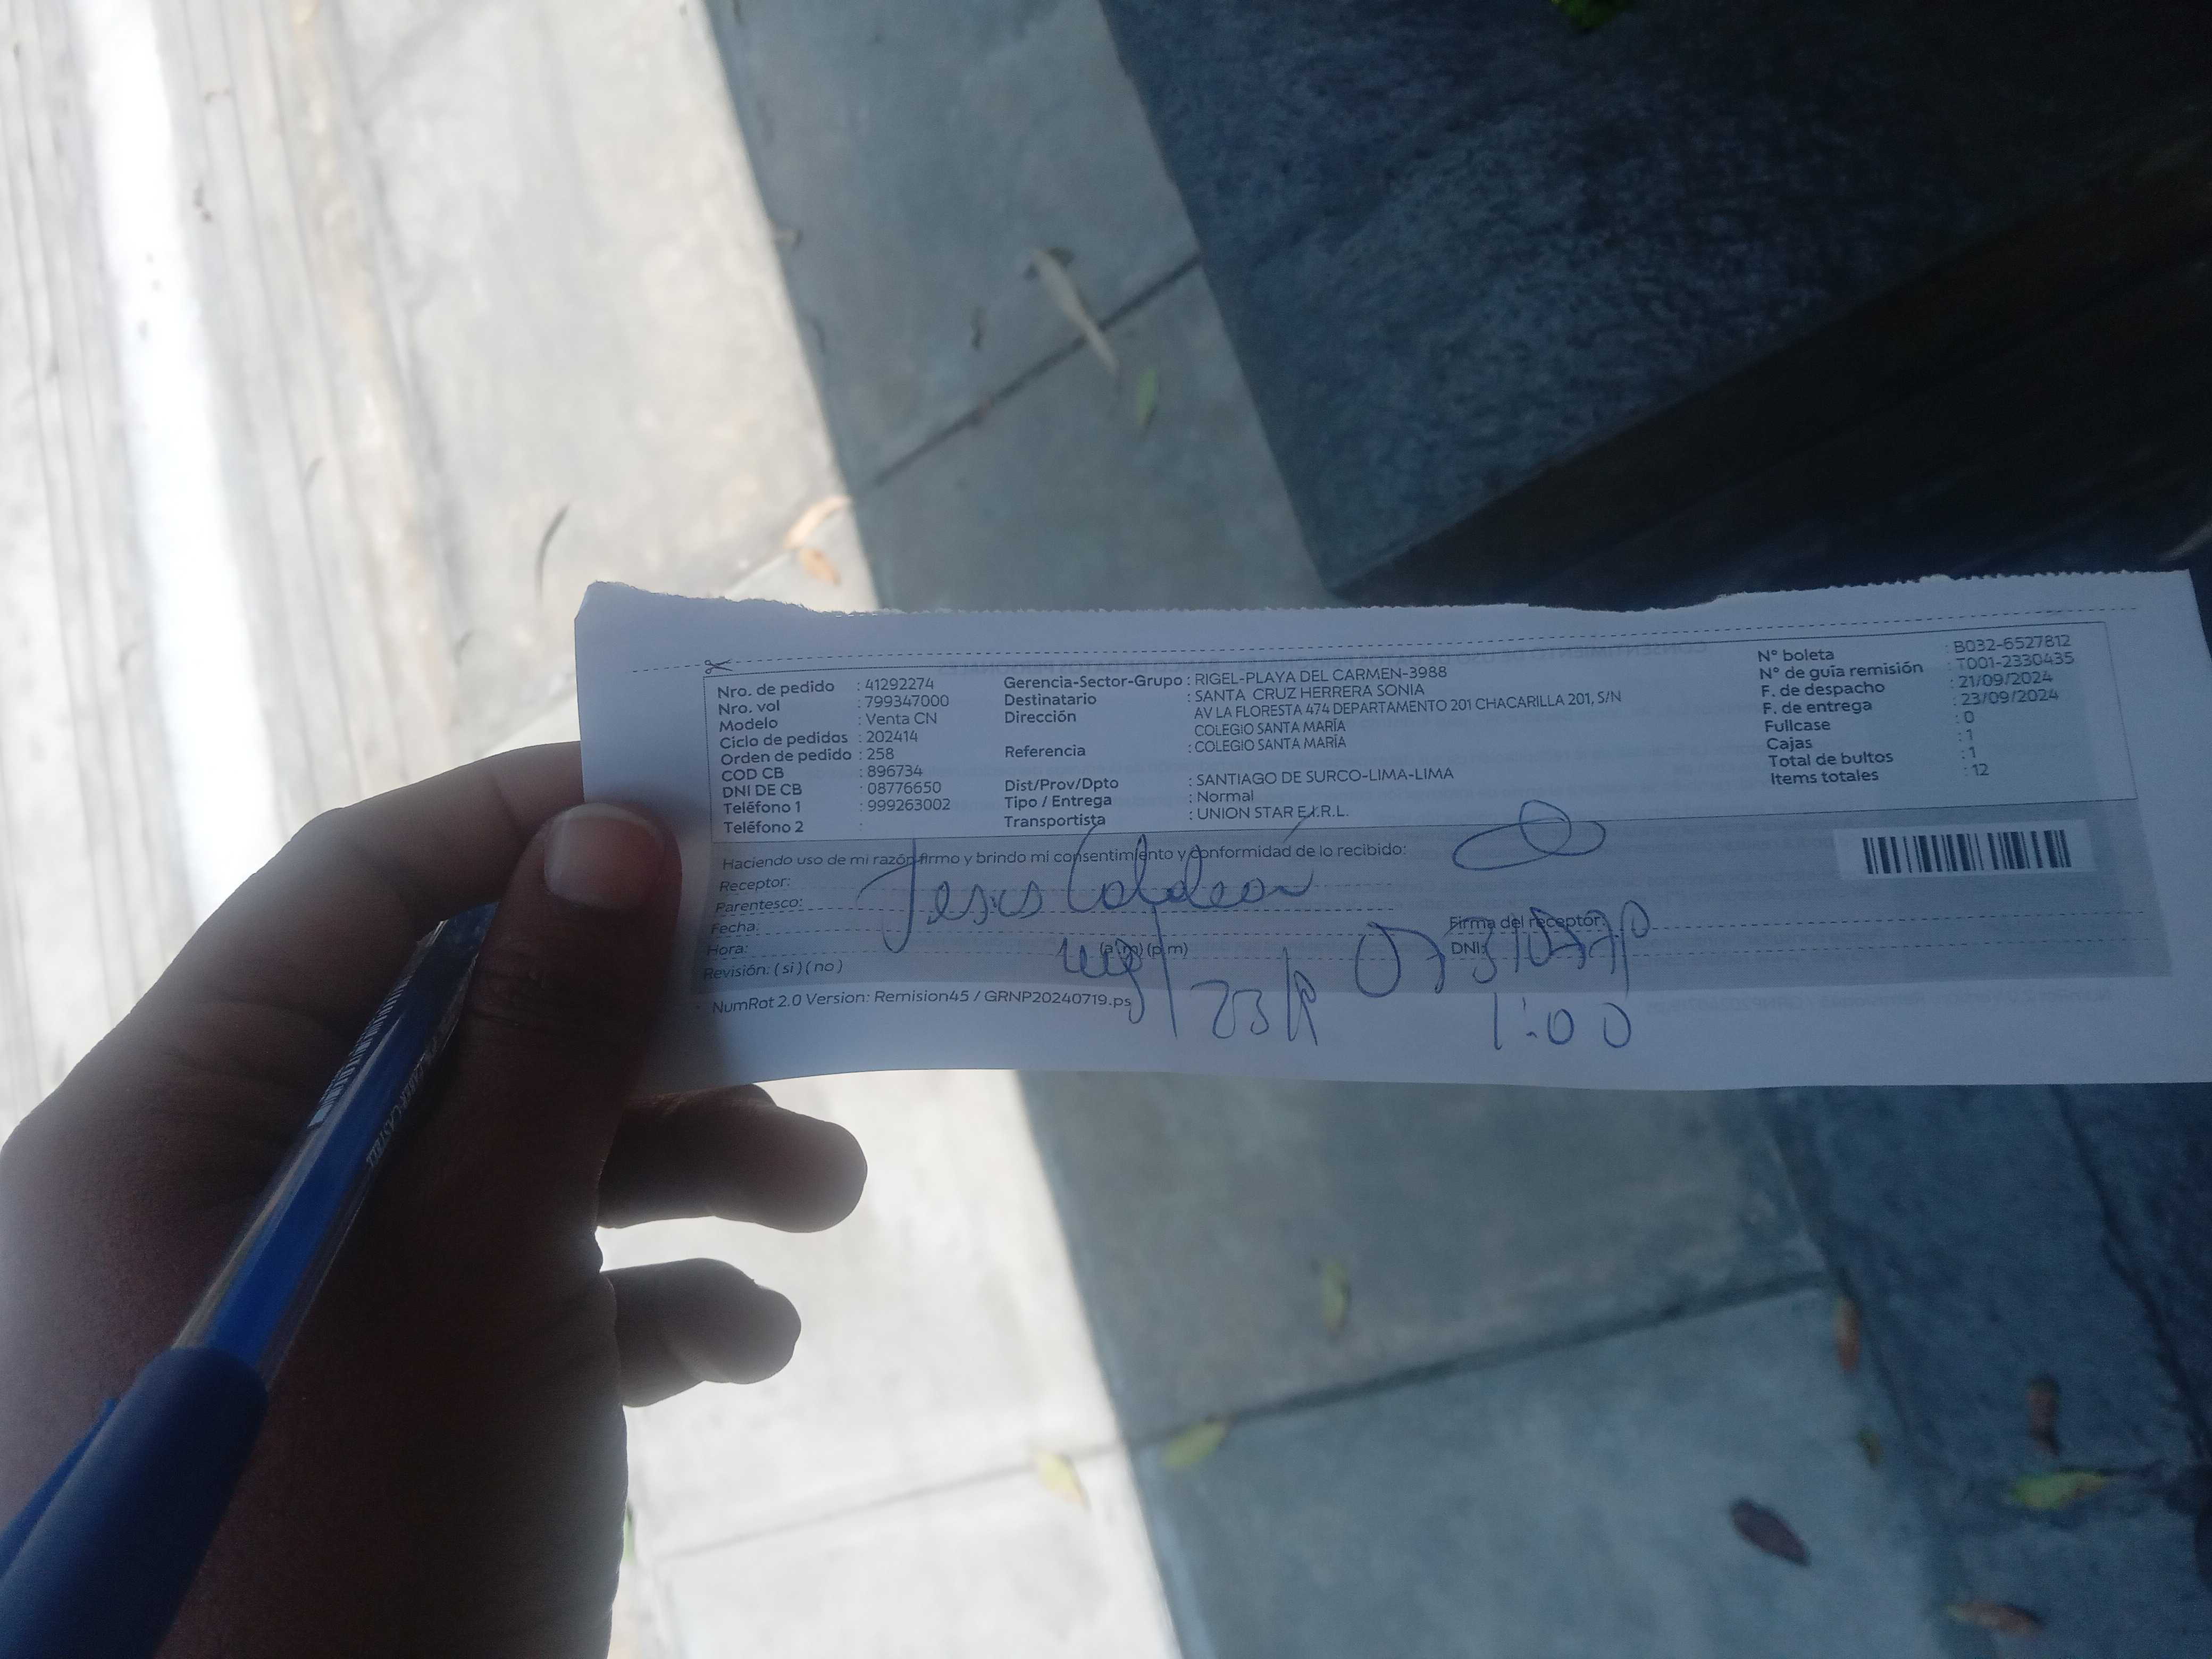 Nro. de pedido : 41292274
Nro. vol : 799347000
Modelo : Venta CN
Ciclo de pedidos : 202414
Orden de pedido : 258
COD CB : 896734
DNI DE CB : 08776650
Teléfono 1 : 999263002
Teléfono 2 :
Gerencia-Sector-Grupo : RIGEL-PLAYA DEL CARMEN-3988
Destinatario : SANTA CRUZ HERRERA SONIA
Dirección AV LA FLORESTA 474 DEPARTAMENTO 201 CHACARILLA 201, S/N
COLEGIO SANTA MARÍA
Referencia : COLEGIO SANTA MARÍA
Dist/Prov/Dpto : SANTIAGO DE SURCO-LIMA-LIMA
Tipo / Entrega : Normal
Transportista : UNION STAR E.I.R.L.
N° boleta : B032-6527812
N° de guía remisión : T001-2330435
F. de despacho : 21/09/2024
F. de entrega : 23/09/2024
Fullcase : 0
Cajas : 1
Total de bultos : 1
Items totales : 12
Haciendo uso de mi razón firmo y brindo mi consentimiento y conformidad de lo recibido:
Receptor:
Jesus
Parentesco:
Fecha:
Firma del receptor:
Hora: (a.m) (p.m)
DNI:
Revisión: ( si ) ( no )
1:00
NumRot 2.0 Version: Remision45 / GRNP20240719.ps
FABER-CASTELL